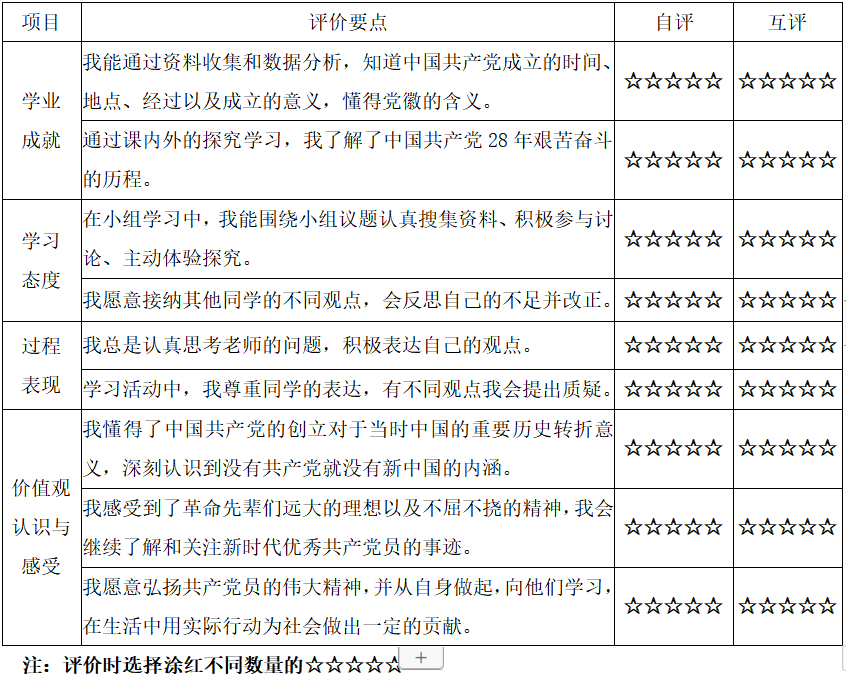 项目 评价要点 自评 互评
学业
成就
我能通过资料收集和数据分析，知道中国共产党成立的时间、
地点、经过以及成立的意义，懂得党徽的含义。
☆☆☆☆☆ ☆☆☆☆☆
通过课内外的探究学习，我了解了中国共产党 28 年艰苦奋斗
的历程。
☆☆☆☆☆ ☆☆☆☆☆
学习
态度
在小组学习中，我能围绕小组议题认真搜集资料、积极参与讨
论、主动体验探究。
☆☆☆☆☆ ☆☆☆☆☆
我愿意接纳其他同学的不同观点，会反思自己的不足并改正。 ☆☆☆☆☆ ☆☆☆☆☆
过程
表现
我总是认真思考老师的问题，积极表达自己的观点。 ☆☆☆☆☆ ☆☆☆☆☆
学习活动中，我尊重同学的表达，有不同观点我会提出质疑。 ☆☆☆☆☆ ☆☆☆☆☆
价值观
认识与
感受
我懂得了中国共产党的创立对于当时中国的重要历史转折意
义，深刻认识到没有共产党就没有新中国的内涵。
☆☆☆☆☆ ☆☆☆☆☆
我感受到了革命先辈们远大的理想以及不屈不挠的精神，我会
继续了解和关注新时代优秀共产党员的事迹。
☆☆☆☆☆ ☆☆☆☆☆
我愿意弘扬共产党员的伟大精神，并从自身做起，向他们学习，
在生活中用实际行动为社会做出一定的贡献。
☆☆☆☆☆ ☆☆☆☆☆
注：评价时选择涂红不同数量的☆☆☆☆☆